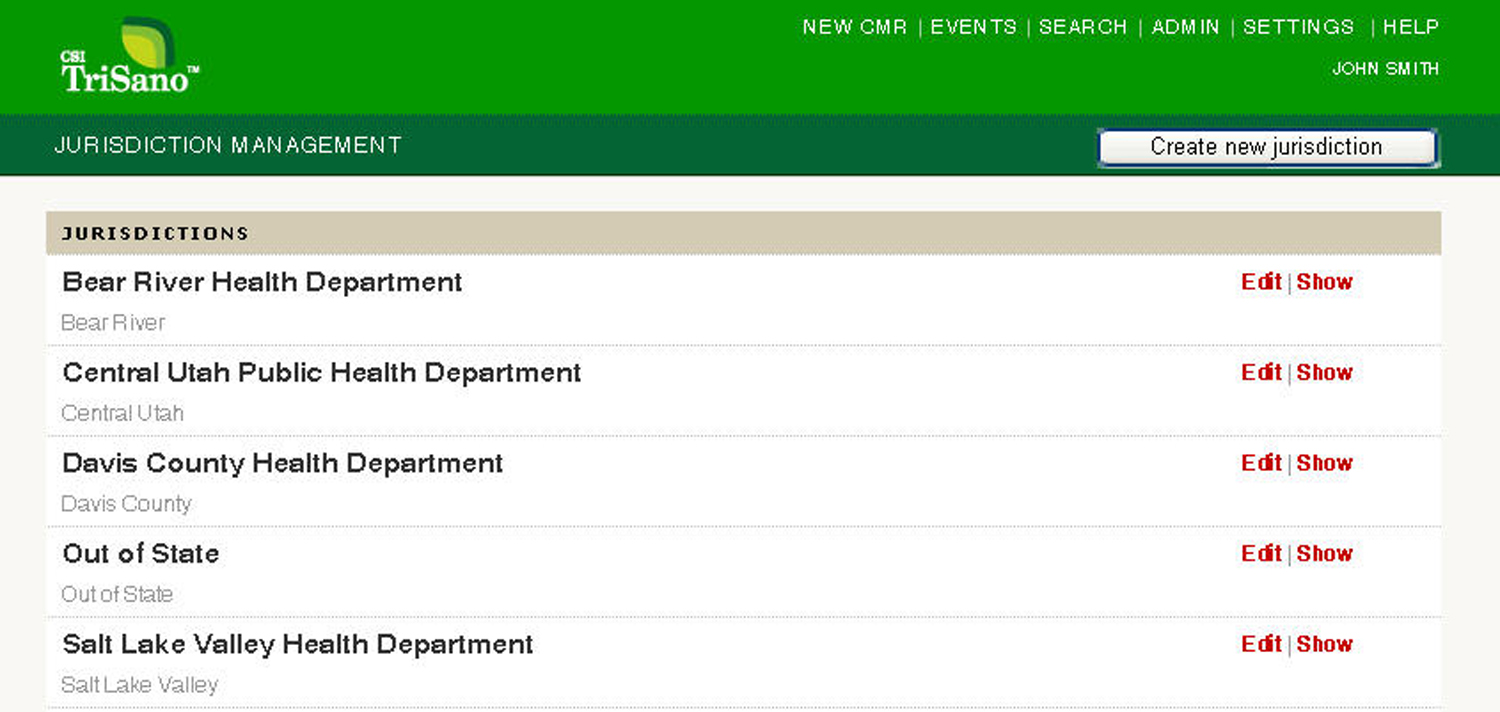 CSI
TriSano™
NEW CMR | EVENTS | SEARCH | ADMIN | SETTINGS | HELP
JOHN SMITH
JURISDICTION MANAGEMENT
Create new jurisdiction
JURISDICTIONS
Bear River Health Department
Edit | Show
Bear River
Central Utah Public Health Department
Edit | Show
Central Utah
Davis County Health Department
Edit | Show
Davis County
Out of State
Edit | Show
Out of State
Salt Lake Valley Health Department
Edit | Show
Salt Lake Valley